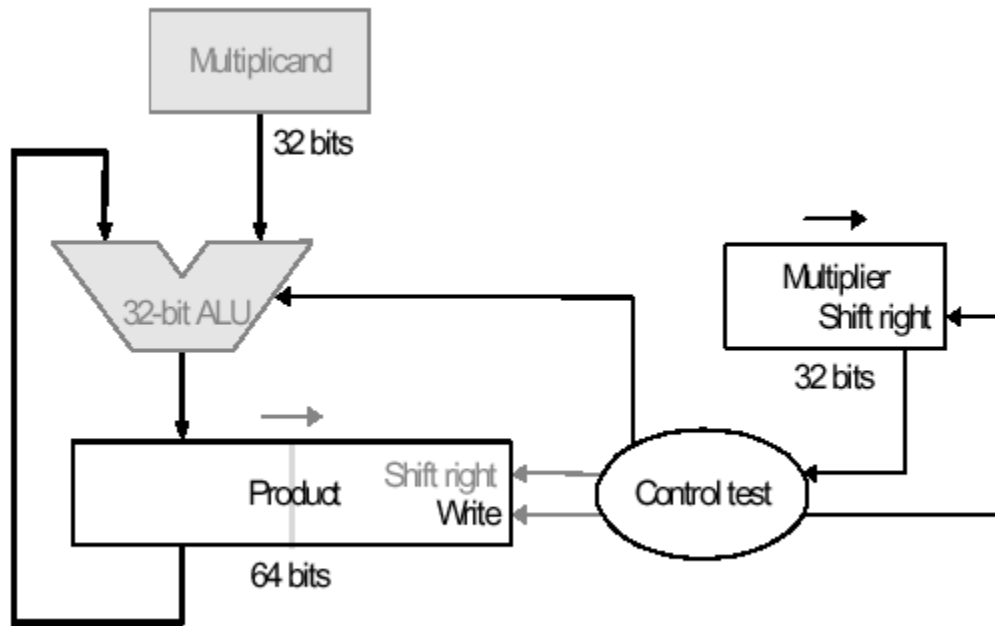 Multiplicand
32 bits
32-bit ALU
Multiplier
Shift right
32 bits
Shift right
Product
Write
Control test
64 bits